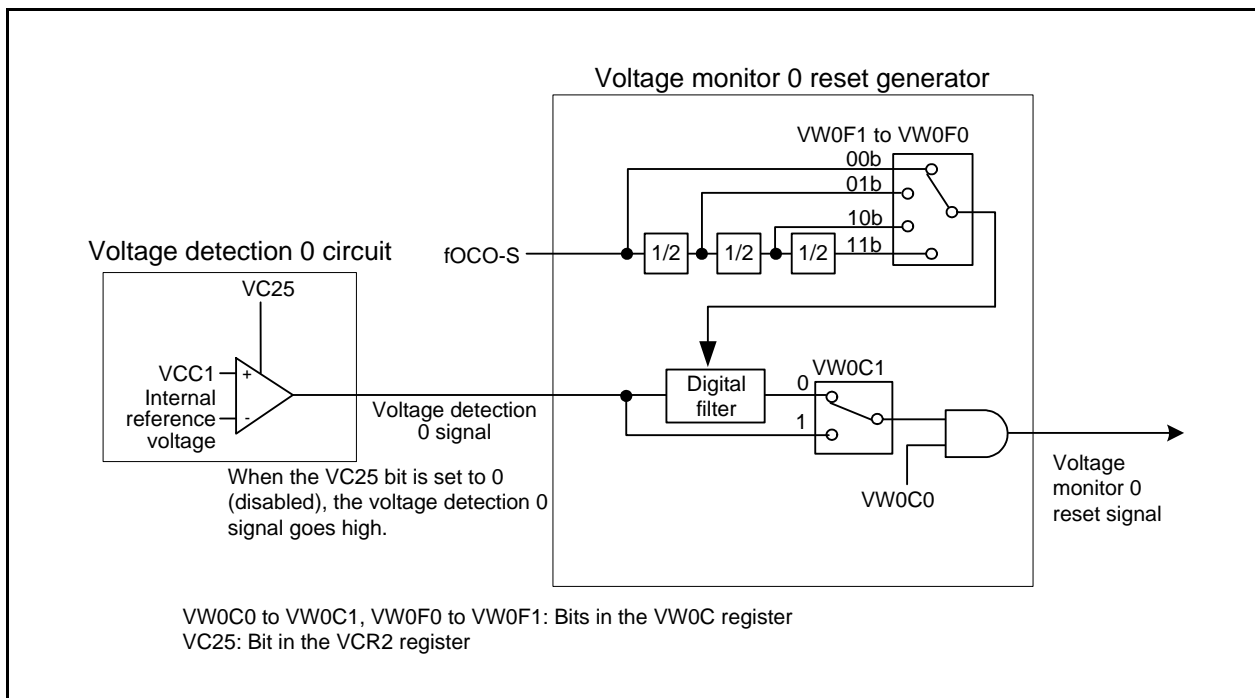 Voltage monitor 0 reset generator
VW0F1 to VW0F0
00b
01b
10b
11b
fOCO-S
1/2
1/2
1/2
Voltage detection 0 circuit
VC25
VCC1
+
Internal
reference
voltage
-
Voltage detection
0 signal
When the VC25 bit is set to 0
(disabled), the voltage detection 0
signal goes high.
Digital
filter
VW0C1
0
1
VW0C0
Voltage
monitor 0
reset signal
VW0C0 to VW0C1, VW0F0 to VW0F1: Bits in the VW0C register
VC25: Bit in the VCR2 register